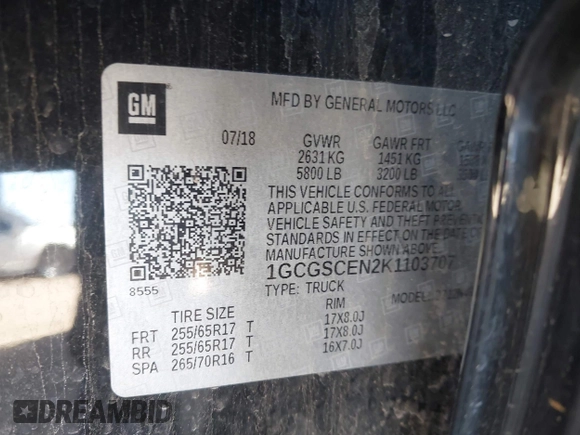 GM
MFD BY GENERAL MOTORS LLC
07/18 GVWR GAWR FRT
2631 KG 1451 KG
5800 LB 3200 LB
THIS VEHICLE CONFORMS TO ALL
APPLICABLE U.S. FEDERAL MOTOR
VEHICLE SAFETY AND THEFT PREVENTION
STANDARDS IN EFFECT ON THE DATE OF
MANUFACTURE SHOWN ABOVE.
1GCGSCEN2K1103707
8555
TYPE: TRUCK MODEL:
TIRE SIZE RIM
FRT 255/65R17 T 17X8.0J
RR 255/65R17 T 17X8.0J
SPA 265/70R16 T 16X7.0J
DREAMBID